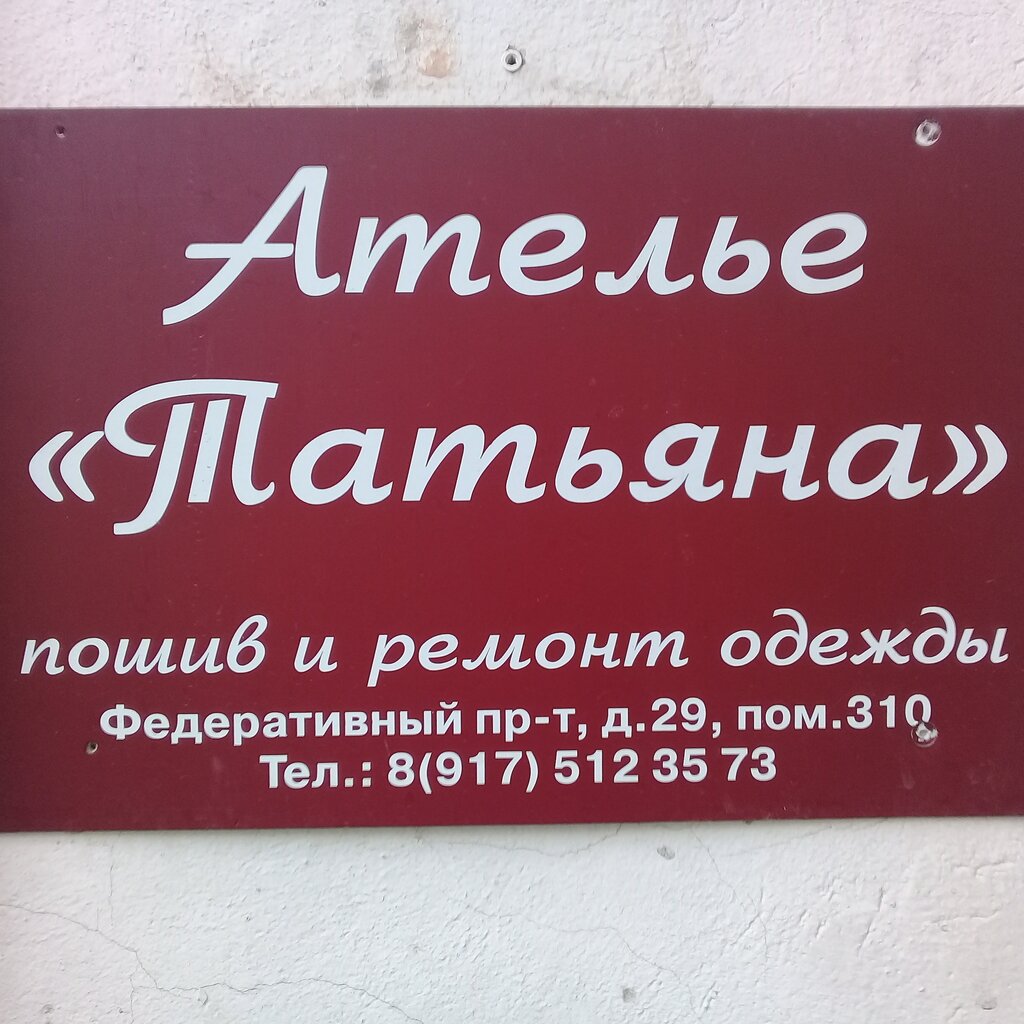 Ателье
«Татьяна»
пошив и ремонт одежды
Федеративный пр-т, д.29, пом.310
Тел.: 8(917) 512 35 73